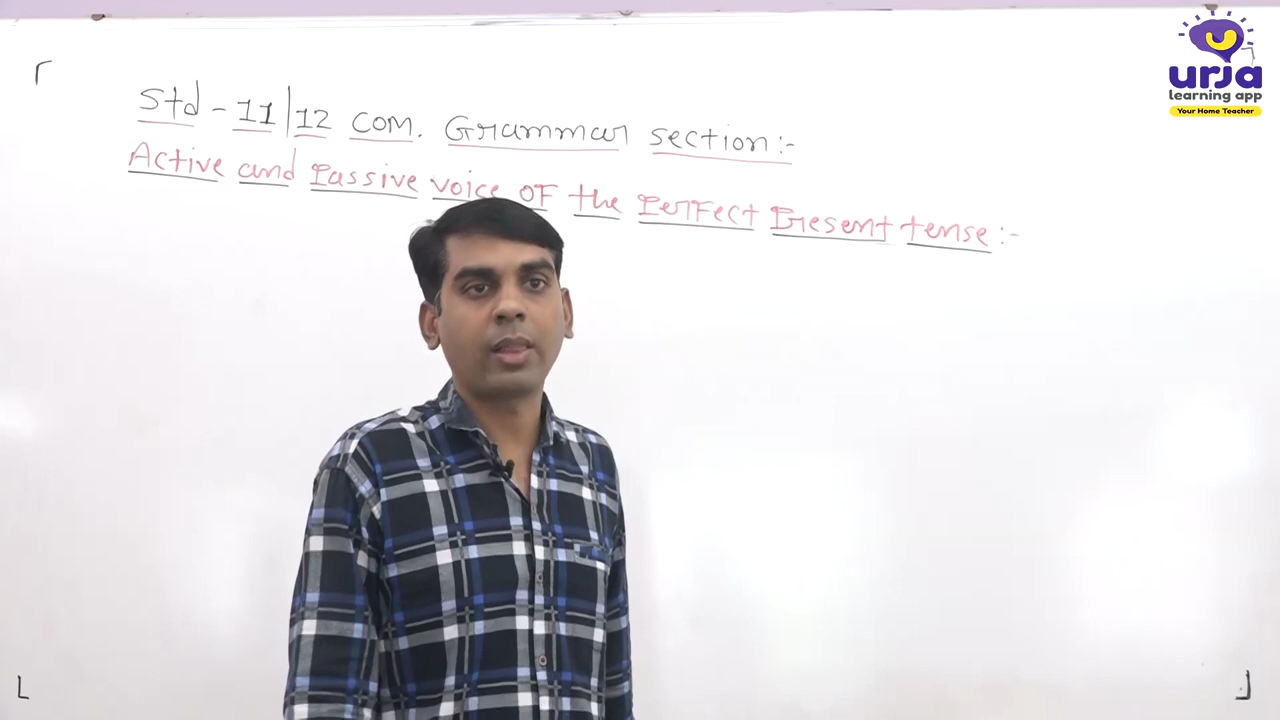 Std - 11|12 com. Grammar section:-
Active and Passive voice of the Perfect Present tense:-
urja
learning app
Your Home Teacher